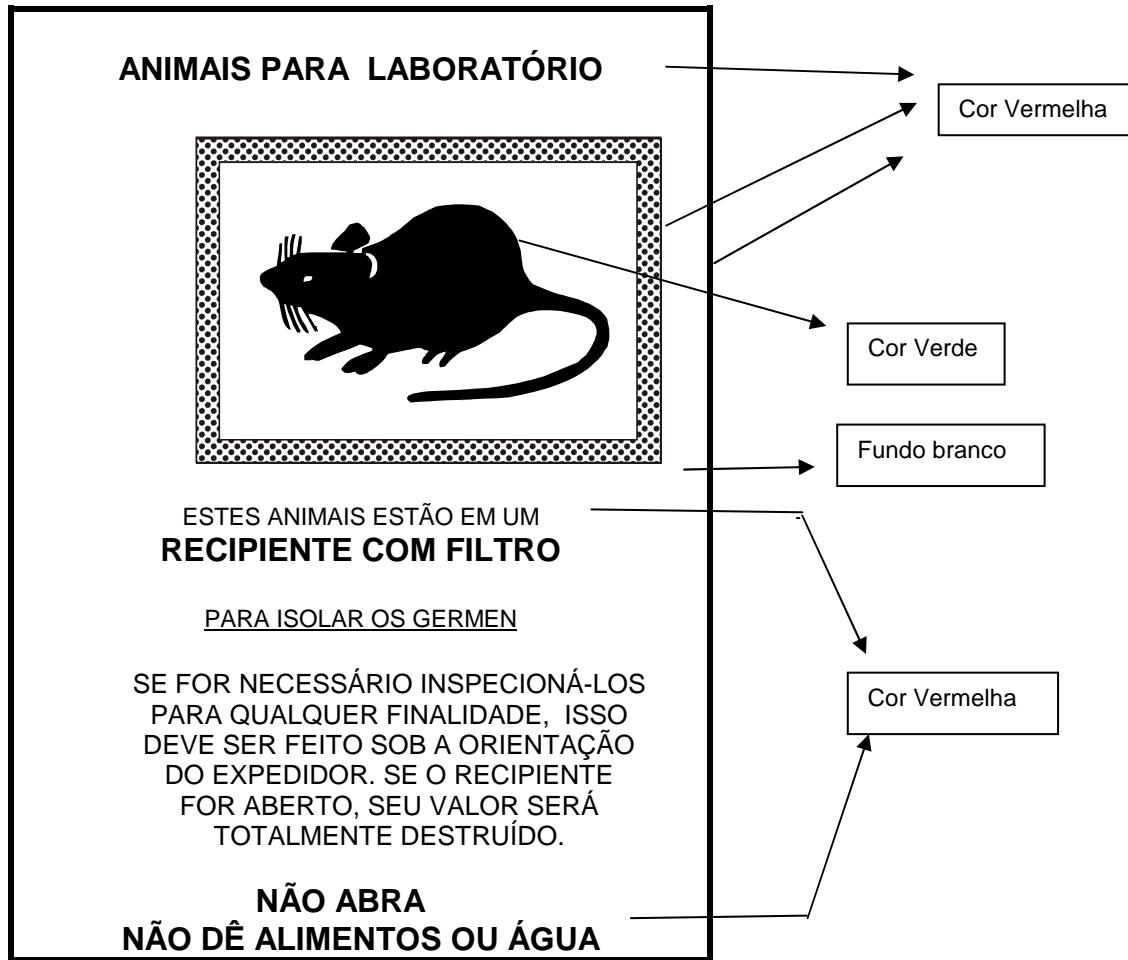 ANIMAIS PARA  LABORATÓRIO
Cor Vermelha
Cor Verde
Fundo branco
ESTES ANIMAIS ESTÃO EM UM
RECIPIENTE COM FILTRO
PARA ISOLAR OS GERMEN
SE FOR NECESSÁRIO INSPECIONÁ-LOS
PARA QUALQUER FINALIDADE,  ISSO
DEVE SER FEITO SOB A ORIENTAÇÃO
DO EXPEDIDOR. SE O RECIPIENTE
FOR ABERTO, SEU VALOR SERÁ
TOTALMENTE DESTRUÍDO.
Cor Vermelha
NÃO ABRA
NÃO DÊ ALIMENTOS OU ÁGUA